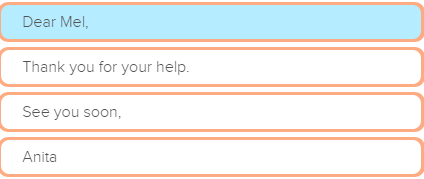 Dear Mel,
Thank you for your help.
See you soon,
Anita